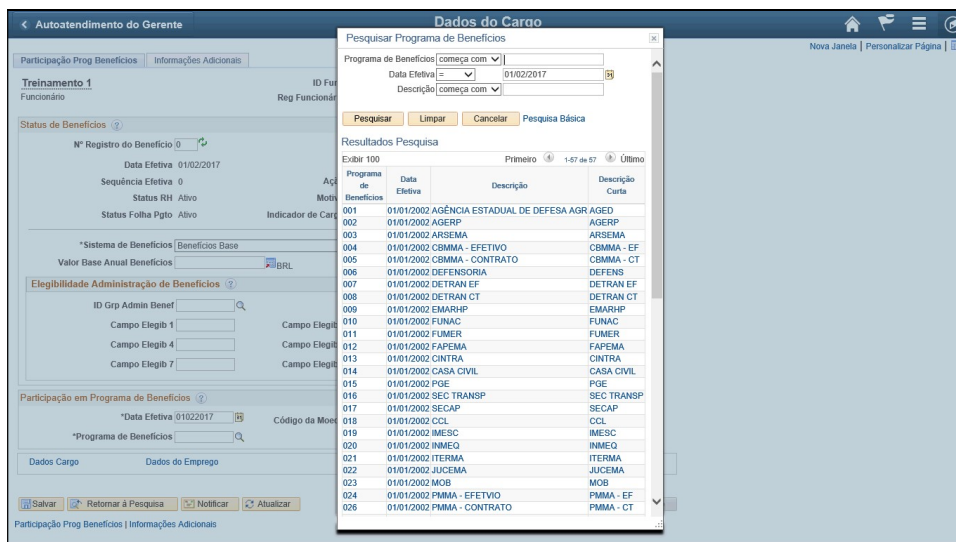 Autoatendimento do Gerente
Dados do Cargo
Nova Janela | Personalizar Página |
Participação Prog Benefícios
Informações Adicionais
Treinamento 1
ID Fur
Funcionário
Reg Funcionár
Status de Benefícios
Nº Registro do Benefício 0
Data Efetiva 01/02/2017
Sequência Efetiva 0
Açã
Status RH Ativo
Motiv
Status Folha Pgto Ativo
Indicador de Carg
*Sistema de Benefícios Benefícios Base
Valor Base Anual Benefícios
BRL
Elegibilidade Administração de Benefícios
ID Grp Admin Benef
Campo Elegib 1
Campo Elegib
Campo Elegib 4
Campo Elegib
Campo Elegib 7
Campo Elegib
Participação em Programa de Benefícios
*Data Efetiva 01022017
Código da Moed
*Programa de Benefícios
Dados Cargo
Dados do Emprego
Salvar
Retornar à Pesquisa
Notificar
Atualizar
Participação Prog Benefícios | Informações Adicionais
Pesquisar Programa de Benefícios
Programa de Benefícios começa com
Data Efetiva = 01/02/2017
Descrição começa com
Pesquisar
Limpar
Cancelar
Pesquisa Básica
Resultados Pesquisa
Exibir 100
Primeiro 1-57 de 57 Último
Programa de Benefícios
Data Efetiva
Descrição
Descrição Curta
001 01/01/2002 AGÊNCIA ESTADUAL DE DEFESA AGR AGED
002 01/01/2002 AGERP AGERP
003 01/01/2002 ARSEMA ARSEMA
004 01/01/2002 CBMMA - EFETIVO CBMMA - EF
005 01/01/2002 CBMMA - CONTRATO CBMMA - CT
006 01/01/2002 DEFENSORIA DEFENS
007 01/01/2002 DETRAN EF DETRAN EF
008 01/01/2002 DETRAN CT DETRAN CT
009 01/01/2002 EMARHP EMARHP
010 01/01/2002 FUNAC FUNAC
011 01/01/2002 FUMER FUMER
012 01/01/2002 FAPEMA FAPEMA
013 01/01/2002 CINTRA CINTRA
014 01/01/2002 CASA CIVIL CASA CIVIL
015 01/01/2002 PGE PGE
016 01/01/2002 SEC TRANSP SEC TRANSP
017 01/01/2002 SECAP SECAP
018 01/01/2002 CCL CCL
019 01/01/2002 IMESC IMESC
020 01/01/2002 INMEQ INMEQ
021 01/01/2002 ITERMA ITERMA
022 01/01/2002 JUCEMA JUCEMA
023 01/01/2002 MOB MOB
024 01/01/2002 PMMA - EFETVIO PMMA - EF
026 01/01/2002 PMMA - CONTRATO PMMA - CT